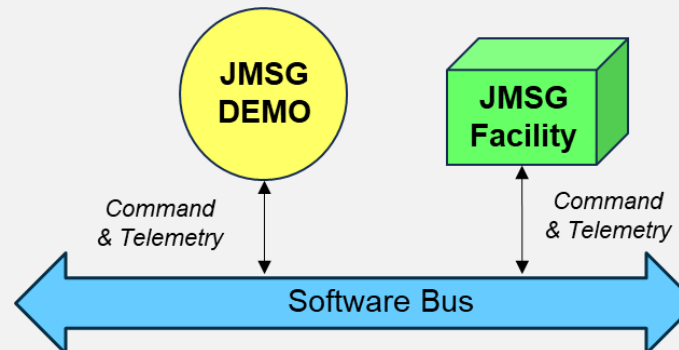 JMSG
DEMO
JMSG
Facility
Command
& Telemetry
Command
& Telemetry
Software Bus